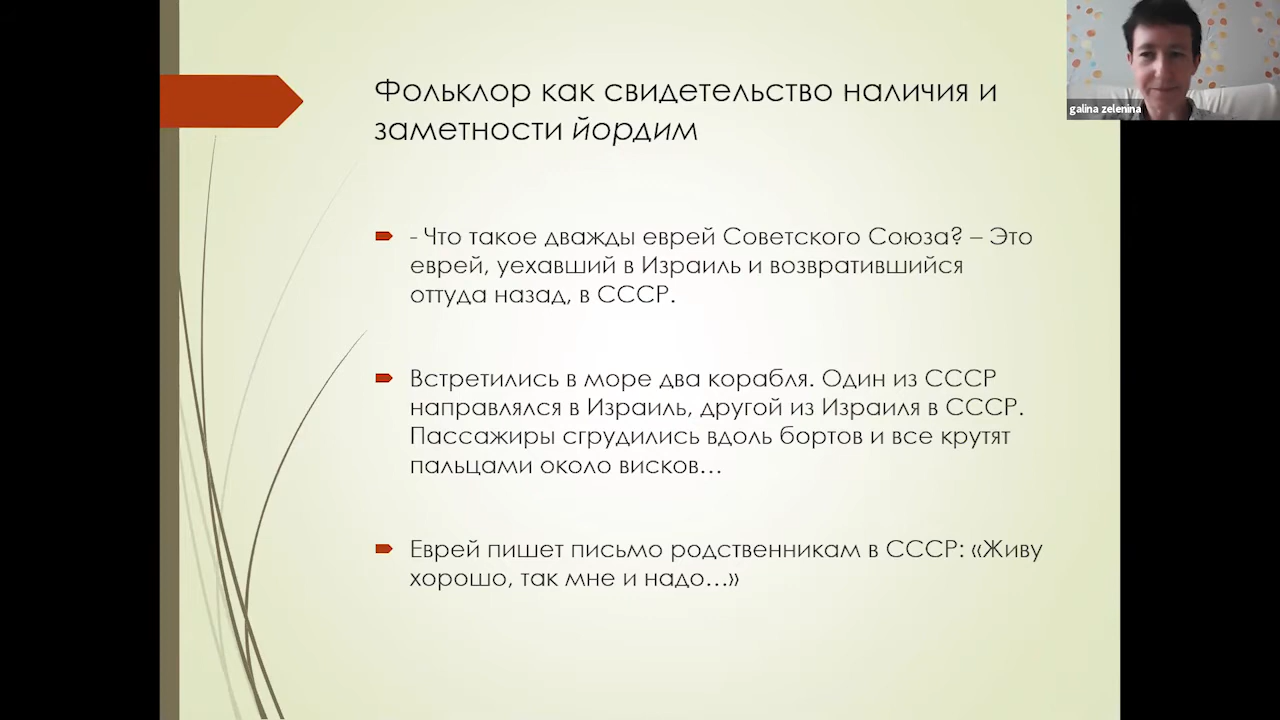 Фольклор как свидетельство наличия и
заметности йордим
- Что такое дважды еврей Советского Союза? – Это
еврей, уехавший в Израиль и возвратившийся
оттуда назад, в СССР.
Встретились в море два корабля. Один из СССР
направлялся в Израиль, другой из Израиля в СССР.
Пассажиры сгрудились вдоль бортов и все крутят
пальцами около висков…
Еврей пишет письмо родственникам в СССР: «Живу
хорошо, так мне и надо…»
galina zelenina